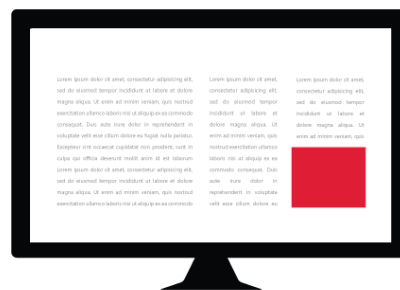 Lorem ipsum dolor sit amet, consectetur adipisicing elit,
sed do eiusmod tempor incididunt ut labore et dolore
magna aliqua. Ut enim ad minim veniam, quis nostrud
exercitation ullamco laboris nisi ut aliquip ex ea commodo
consequat. Duis aute irure dolor in reprehenderit in
voluptate velit esse cillum dolore eu fugiat nulla pariatur.
Excepteur sint occaecat cupidatat non proident, sunt in
culpa qui officia deserunt mollit anim id est laborum
Lorem ipsum dolor sit amet, consectetur adipisicing elit,
sed do eiusmod tempor incididunt ut labore et dolore
magna aliqua. Ut enim ad minim veniam, quis nostrud
exercitation ullamco laboris nisi ut aliquip ex ea commodo
Lorem ipsum dolor sit amet,
consectetur adipisicing elit,
sed do eiusmod tempor
incididunt ut labore et
dolore magna aliqua. Ut
enim ad minim veniam, quis
nostrud exercitation ullamco
laboris nisi ut aliquip ex ea
commodo consequat. Duis
aute irure dolor in
reprehenderit in voluptate
velit esse cillum dolore eu
Lorem ipsum dolor sit amet,
consectetur adipisicing elit,
sed do eiusmod tempor
incididunt ut labore et
dolore magna aliqua. Ut
enim ad minim veniam, quis